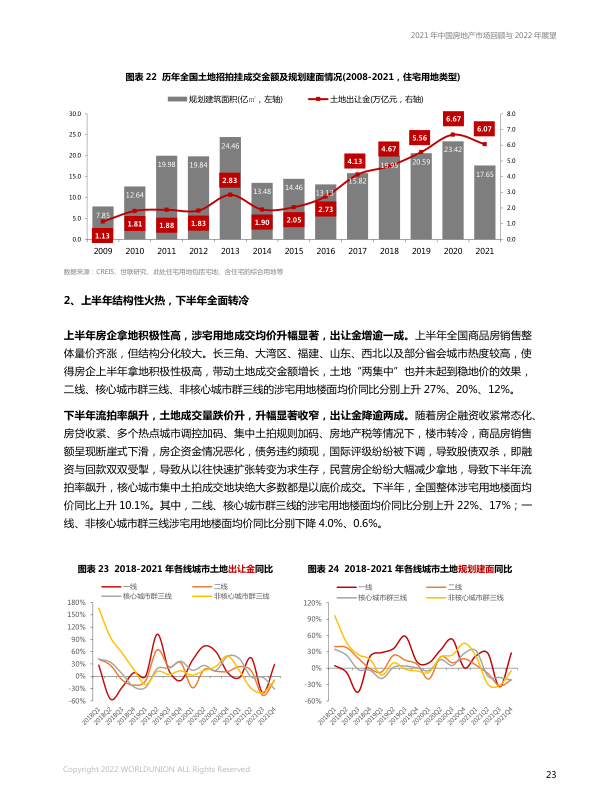 2021 年中国房地产市场回顾与 2022 年展望
图表 22 历年全国土地招拍挂成交金额及规划建面情况(2008-2021，住宅用地类型)
规划建筑面积(亿㎡，左轴) 土地出让金(万亿元，右轴)
30.0 25.0 20.0 15.0 10.0 5.0 0.0
8.0 7.0 6.0 5.0 4.0 3.0 2.0 1.0 0.0
7.85 12.64 19.98 19.84 24.46 13.48 14.46 13.13 15.82 18.95 20.59 23.42 17.65
1.13 1.81 1.88 1.83 2.83 1.90 2.05 2.73 4.13 4.67 5.56 6.67 6.07
2009 2010 2011 2012 2013 2014 2015 2016 2017 2018 2019 2020 2021
数据来源：CREIS、世联研究。此处住宅用地包括宅地、含住宅的综合用地等
2、上半年结构性火热，下半年全面转冷
上半年房企拿地积极性高，涉宅用地成交均价升幅显著，出让金增逾一成。上半年全国商品房销售整
体量价齐涨，但结构分化较大。长三角、大湾区、福建、山东、西北以及部分省会城市热度较高，使
得房企上半年拿地积极性极高，带动土地成交金额增长，土地“两集中”也并未起到稳地价的效果，
二线、核心城市群三线、非核心城市群三线的涉宅用地楼面均价同比分别上升 27%、20%、12%。
下半年流拍率飙升，土地成交量跌价升，升幅显著收窄，出让金降逾两成。随着房企融资收紧常态化、
房贷收紧、多个热点城市调控加码、集中土拍规则加码、房地产税等情况下，楼市转冷，商品房销售
额呈现断崖式下滑，房企资金情况恶化，债务违约频现，国际评级纷纷被下调，导致股债双杀，即融
资与回款双双受掣，导致从以往快速扩张转变为求生存，民营房企纷纷大幅减少拿地，导致下半年流
拍率飙升，核心城市集中土拍成交地块绝大多数都是以底价成交。下半年，全国整体涉宅用地楼面均
价同比上升 10.1%。其中，二线、核心城市群三线的涉宅用地楼面均价同比分别上升 22%、17%；一
线、非核心城市群三线涉宅用地楼面均价同比分别下降 4.0%、0.6%。
图表 23 2018-2021 年各线城市土地出让金同比
一线 二线
核心城市群三线 非核心城市群三线
180% 150% 120% 90% 60% 30% 0% -30% -60%
2018Q1 2018Q2 2018Q3 2018Q4 2019Q1 2019Q2 2019Q3 2019Q4 2020Q1 2020Q2 2020Q3 2020Q4 2021Q1 2021Q2 2021Q3 2021Q4
图表 24 2018-2021 年各线城市土地规划建面同比
一线 二线
核心城市群三线 非核心城市群三线
120% 90% 60% 30% 0% -30% -60%
2018Q1 2018Q2 2018Q3 2018Q4 2019Q1 2019Q2 2019Q3 2019Q4 2020Q1 2020Q2 2020Q3 2020Q4 2021Q1 2021Q2 2021Q3 2021Q4
Copyright 2022 WORLDUNION ALL Rights Reserved
23